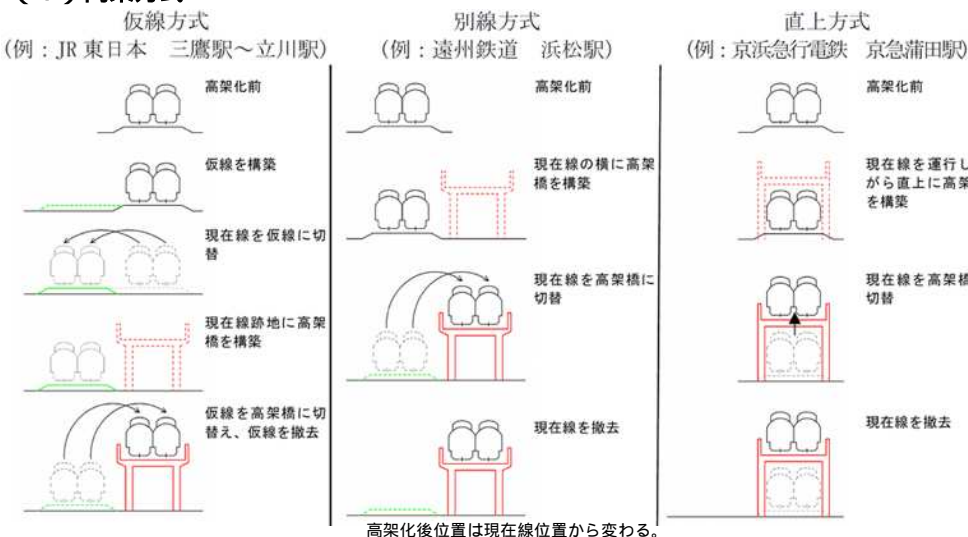 仮線方式
(例：JR 東日本　三鷹駅～立川駅)
高架化前
仮線を構築
現在線を仮線に切
替
現在線跡地に高架
橋を構築
仮線を高架橋に切
替え、仮線を撤去
別線方式
(例：遠州鉄道　浜松駅)
高架化前
現在線の横に高架
橋を構築
現在線を高架橋に
切替
現在線を撤去
高架化後位置は現在線位置から変わる。
直上方式
(例：京浜急行電鉄　京急蒲田駅)
高架化前
現在線を運行し
がら直上に高架
を構築
現在線を高架橋
切替
現在線を撤去